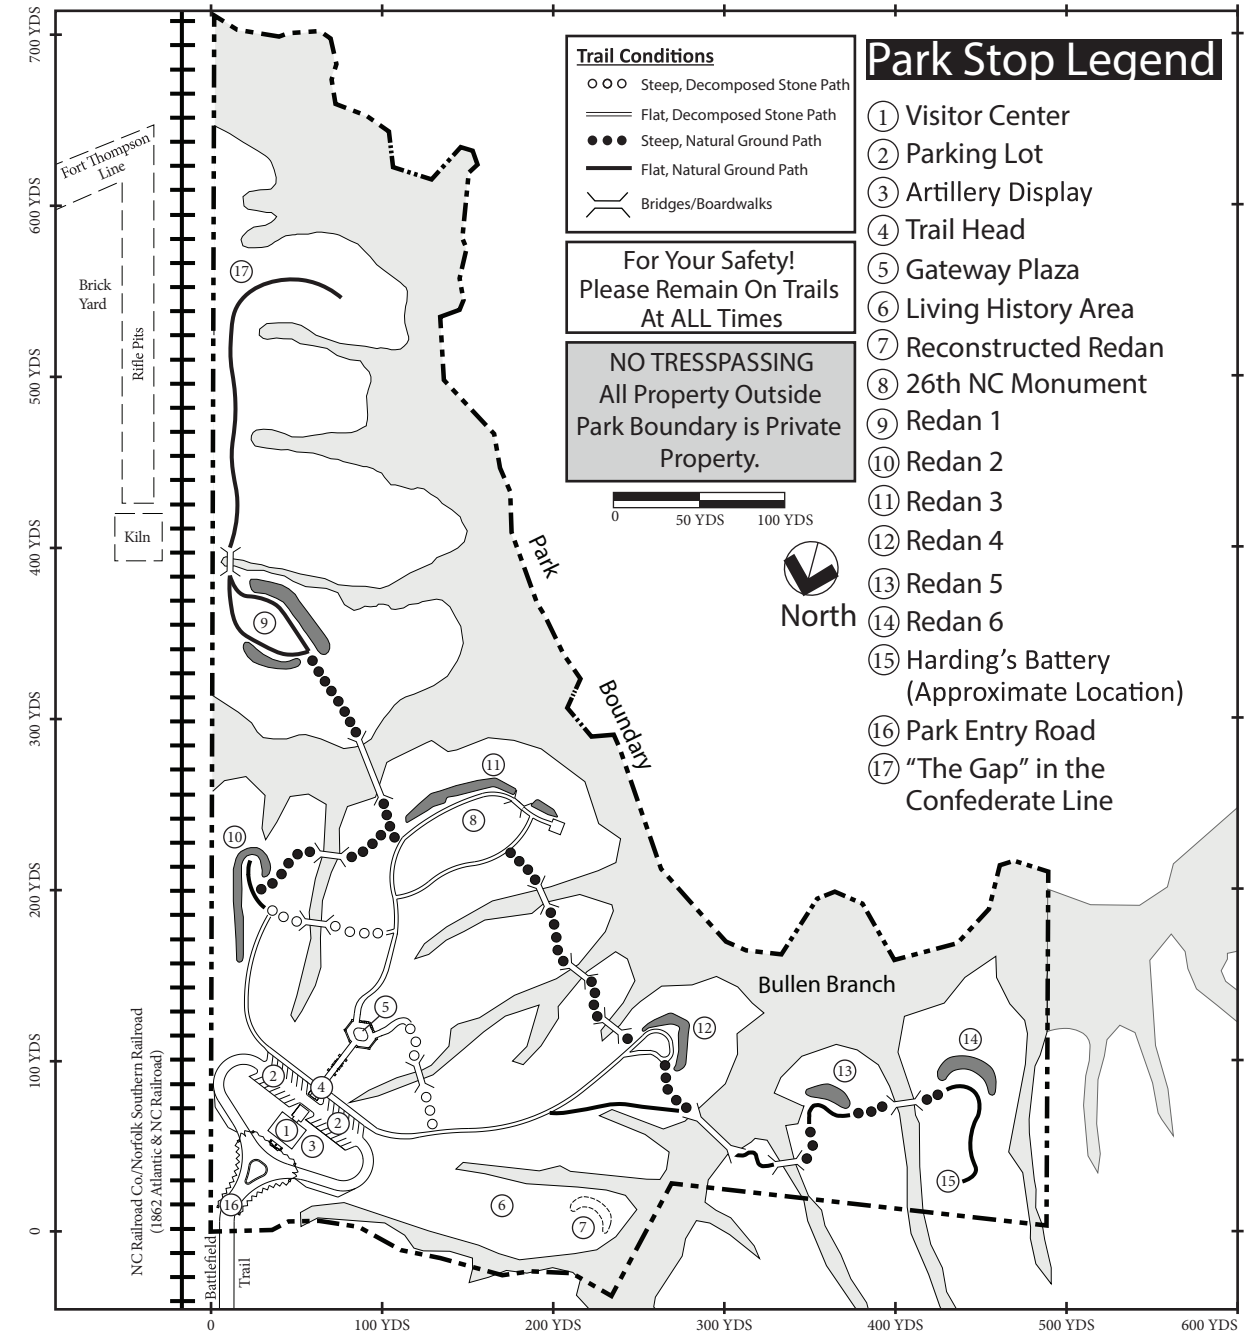 Trail Conditions
Steep, Decomposed Stone Path
Flat, Decomposed Stone Path
Steep, Natural Ground Path
Flat, Natural Ground Path
Bridges/Boardwalks
For Your Safety!
Please Remain On Trails
At ALL Times
NO TRESSPASSING
All Property Outside
Park Boundary is Private
Property.
0 50 YDS 100 YDS
North
Park Stop Legend
1 Visitor Center
2 Parking Lot
3 Artillery Display
4 Trail Head
5 Gateway Plaza
6 Living History Area
7 Reconstructed Redan
8 26th NC Monument
9 Redan 1
10 Redan 2
11 Redan 3
12 Redan 4
13 Redan 5
14 Redan 6
15 Harding's Battery
(Approximate Location)
16 Park Entry Road
17 "The Gap" in the
Confederate Line
700 YDS
600 YDS
500 YDS
400 YDS
300 YDS
200 YDS
100 YDS
0
Fort Thompson
Line
Brick
Yard
Rifle Pits
Kiln
17
9
Park
Boundary
11
8
10
5
12
Bullen Branch
14
13
2
4
2
1
3
15
16
6
7
NC Railroad Co./Norfolk Southern Railroad
(1862 Atlantic & NC Railroad)
Battlefield
Trail
0 100 YDS 200 YDS 300 YDS 400 YDS 500 YDS 600 YDS